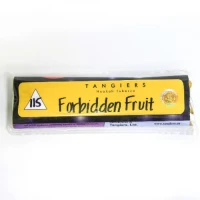 TANGIERS
Hookah Tobacco
115
Forbidden Fruit